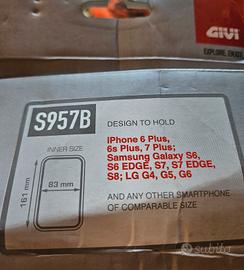 GIVI
EXPLORE, ENJOY
S957B
DESIGN TO HOLD
iPhone 6 Plus,
6s Plus, 7 Plus;
Samsung Galaxy S6,
S6 EDGE, S7, S7 EDGE,
S8; LG G4, G5, G6
AND ANY OTHER SMARTPHONE
OF COMPARABLE SIZE
INNER SIZE
83 mm
161 mm
subito